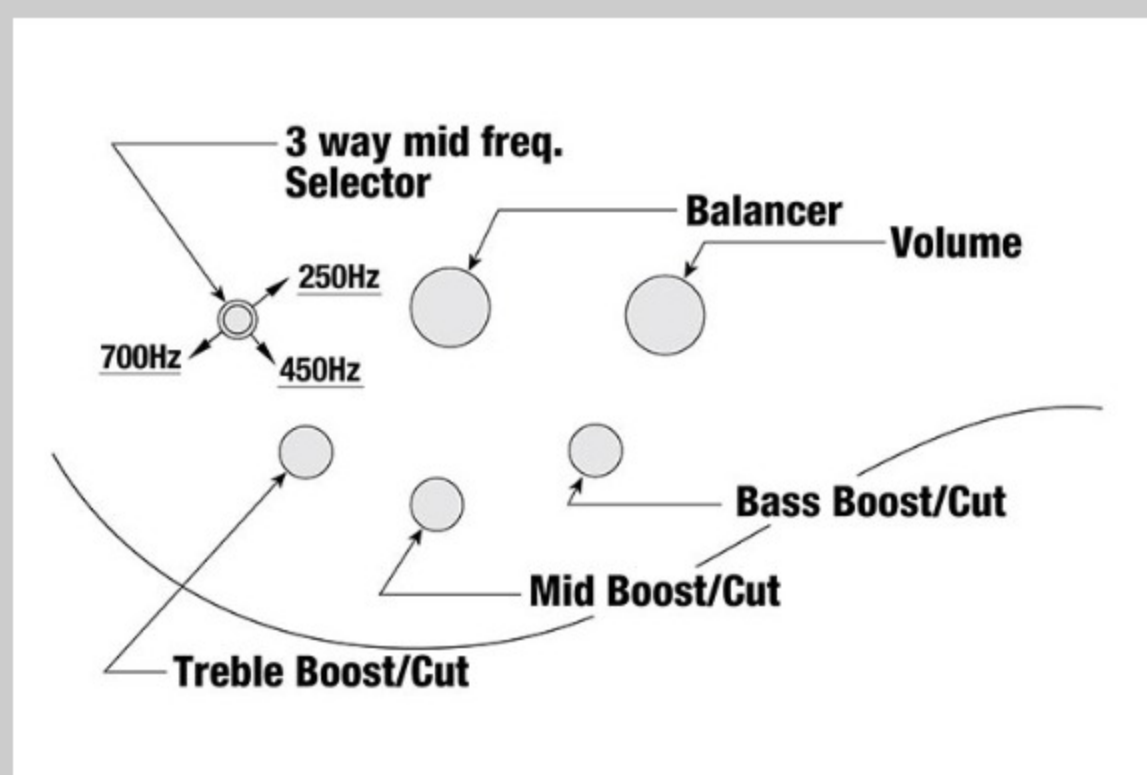 3 way mid freq.
Selector
Balancer
Volume
250Hz
700Hz
450Hz
Bass Boost/Cut
Mid Boost/Cut
Treble Boost/Cut